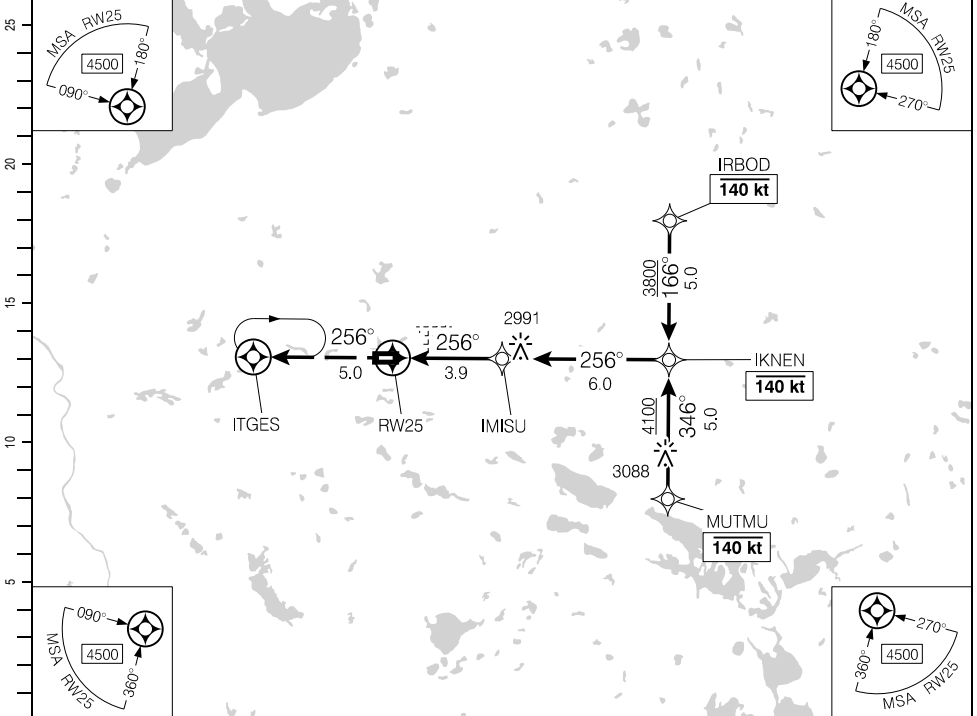 25
20
15
10
5
MSA RW25
4500
180°
090°
MSA RW25
180°
4500
270°
IRBOD
140 kt
3800
166°
5.0
2991
256°
5.0
256°
3.9
256°
6.0
IKNEN
140 kt
ITGES
RW25
IMISU
4100
346°
5.0
3088
MUTMU
140 kt
090°
4500
MSA RW25
360°
270°
4500
360°
MSA RW25